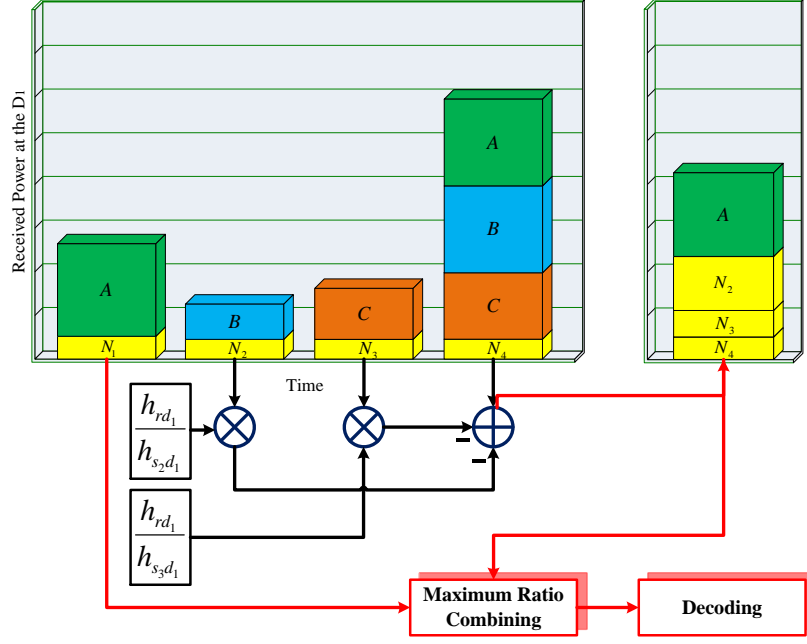 Received Power at the D1
A
N1
B
N2
C
N3
A
B
C
N4
A
N2
N3
N4
Time
h_{rd_1}
h_{s_2d_1}
h_{rd_1}
h_{s_3d_1}
−
−
Maximum Ratio
Combining
Decoding